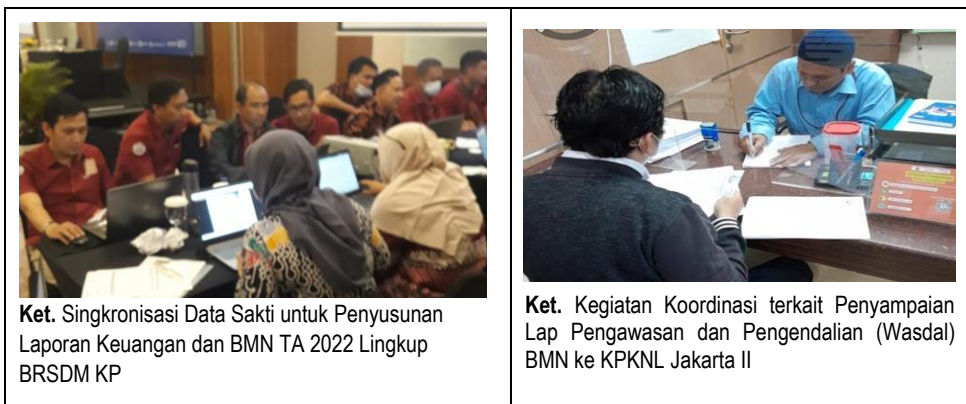 Ket. Singkronisasi Data Sakti untuk Penyusunan
Laporan Keuangan dan BMN TA 2022 Lingkup
BRSDM KP
Ket. Kegiatan Koordinasi terkait Penyampaian
Lap Pengawasan dan Pengendalian (Wasdal)
BMN ke KPKNL Jakarta II